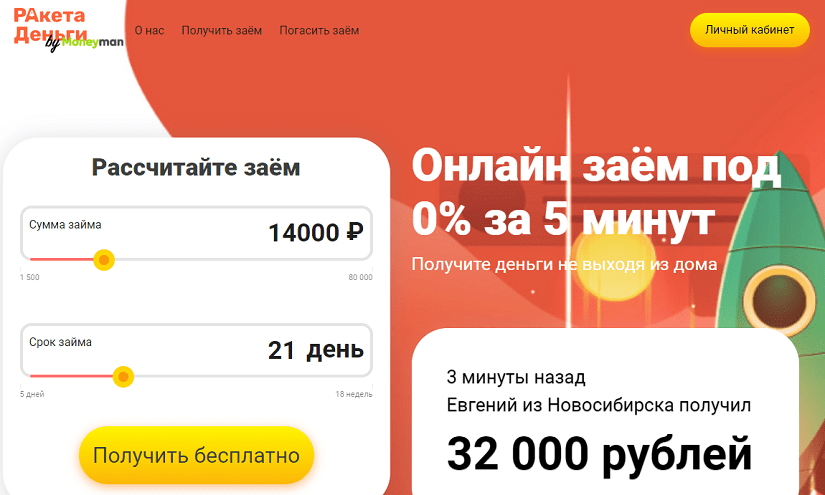 РАкета
Деньги
by Moneyman
О нас
Получить заём
Погасить заём
Личный кабинет
Рассчитайте заём
Сумма займа
14000 ₽
1 500
80 000
Срок займа
21 день
5 дней
18 недель
Получить бесплатно
Онлайн заём под
0% за 5 минут
Получите деньги не выходя из дома
3 минуты назад
Евгений из Новосибирска получил
32 000 рублей